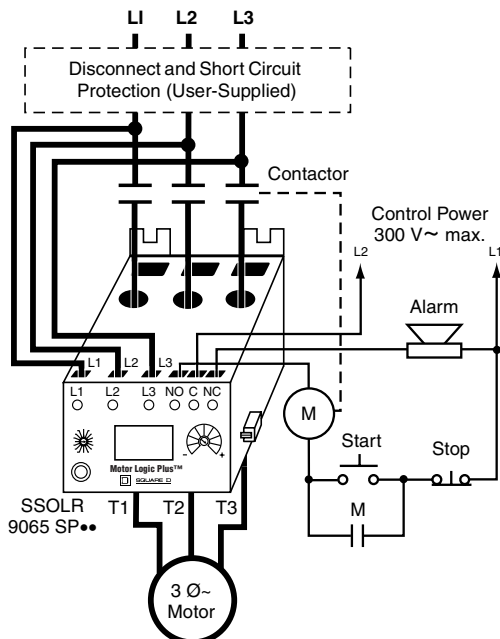 LI L2 L3
Disconnect and Short Circuit
Protection (User-Supplied)
Contactor
Control Power
300 V~ max.
L2 L1
Alarm
L1 L2 L3
L1 L2 L3 NO C NC
M
- +
Start Stop
Motor Logic Plus™
SQUARE D
M
SSOLR
9065 SP••
T1 T2 T3
3 Ø~
Motor